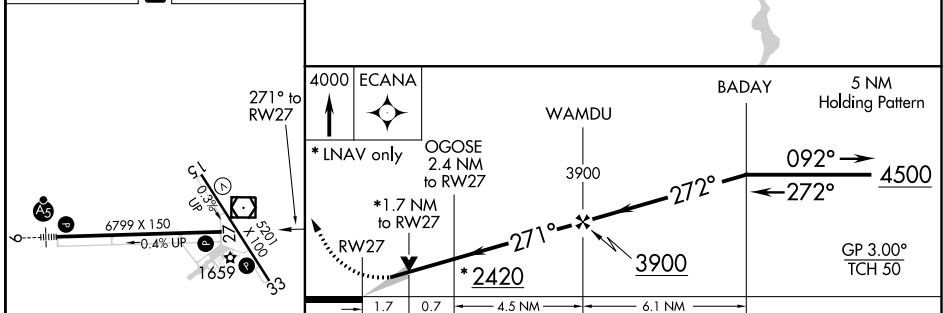 271° to
RW27
15
0.3%
UP
V
A5
P
6799 X 150
9
0.4% UP
P
27
5201
X 100
1659
P
33
4000
ECANA
* LNAV only
OGOSE
2.4 NM
to RW27
*1.7 NM
to RW27
RW27
WAMDU
3900
BADAY
5 NM
Holding Pattern
092°
272°
4500
272°
271°
* 2420
3900
GP 3.00°
TCH 50
1.7
0.7
4.5 NM
6.1 NM